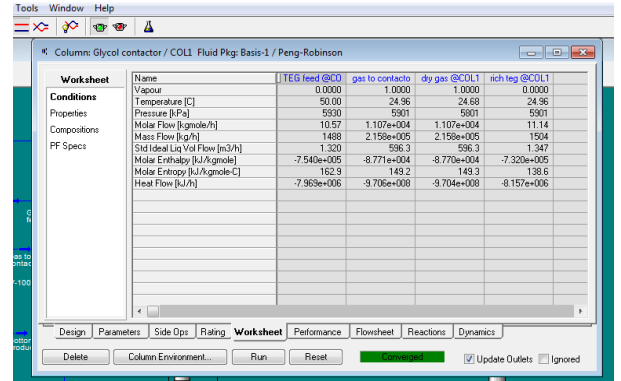 Tools Window Help
Column: Glycol contactor / COL1 Fluid Pkg: Basis-1 / Peng-Robinson
Worksheet
Conditions
Properties
Compositions
PF Specs
Name TEG feed @CO gas to contacto dry gas @COL1 rich teg @COL1
Vapour 0.0000 1.0000 1.0000 0.0000
Temperature [C] 50.00 24.96 24.68 24.96
Pressure [kPa] 5930 5901 5801 5901
Molar Flow [kgmole/h] 10.57 1.107e+004 1.107e+004 11.14
Mass Flow [kg/h] 1488 2.158e+005 2.158e+005 1504
Std Ideal Liq Vol Flow [m3/h] 1.320 596.3 596.3 1.347
Molar Enthalpy [kJ/kgmole] -7.540e+005 -8.771e+004 -8.770e+004 -7.320e+005
Molar Entropy [kJ/kgmole-C] 162.9 149.2 149.3 138.6
Heat Flow [kJ/h] -7.969e+006 -9.706e+008 -9.704e+008 -8.157e+006
Design Parameters Side Ops Rating Worksheet Performance Flowsheet Reactions Dynamics
Delete Column Environment... Run Reset Converged Update Outlets Ignored
as to
ontac
-100
ottor
rodu